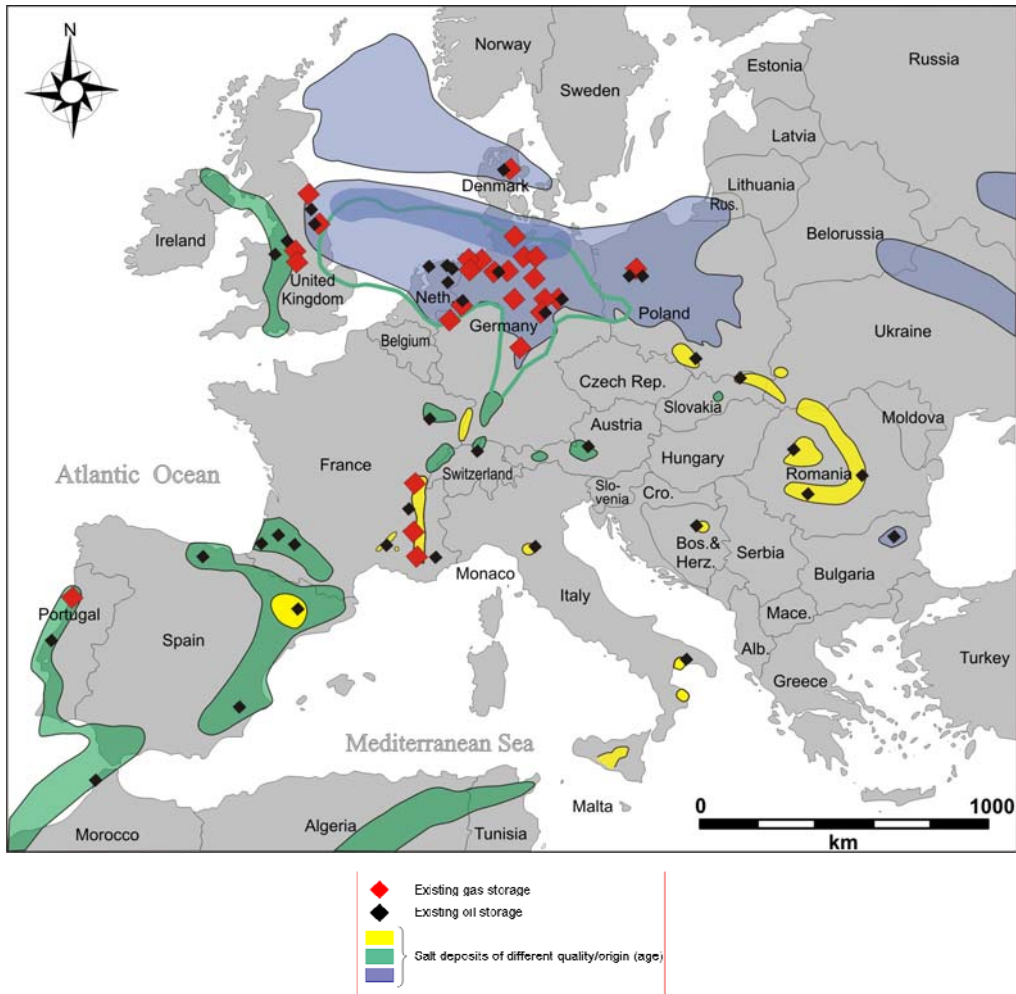 N
Norway
Sweden
Estonia
Russia
Latvia
Denmark
Lithuania
Rus.
Ireland
Belorussia
United
Kingdom
Neth.
Germany
Poland
Belgium
Ukraine
Czech Rep.
Slovakia
Moldova
Austria
France
Switzerland
Hungary
Romania
Atlantic Ocean
Slo-
venia
Cro.
Bos.&
Herz.
Serbia
Bulgaria
Monaco
Italy
Portugal
Spain
Mace.
Alb.
Greece
Turkey
Mediterranean Sea
Malta
Morocco
Algeria
Tunisia
0
1000
km
Existing gas storage
Existing oil storage
Salt deposits of different quality/origin (age)